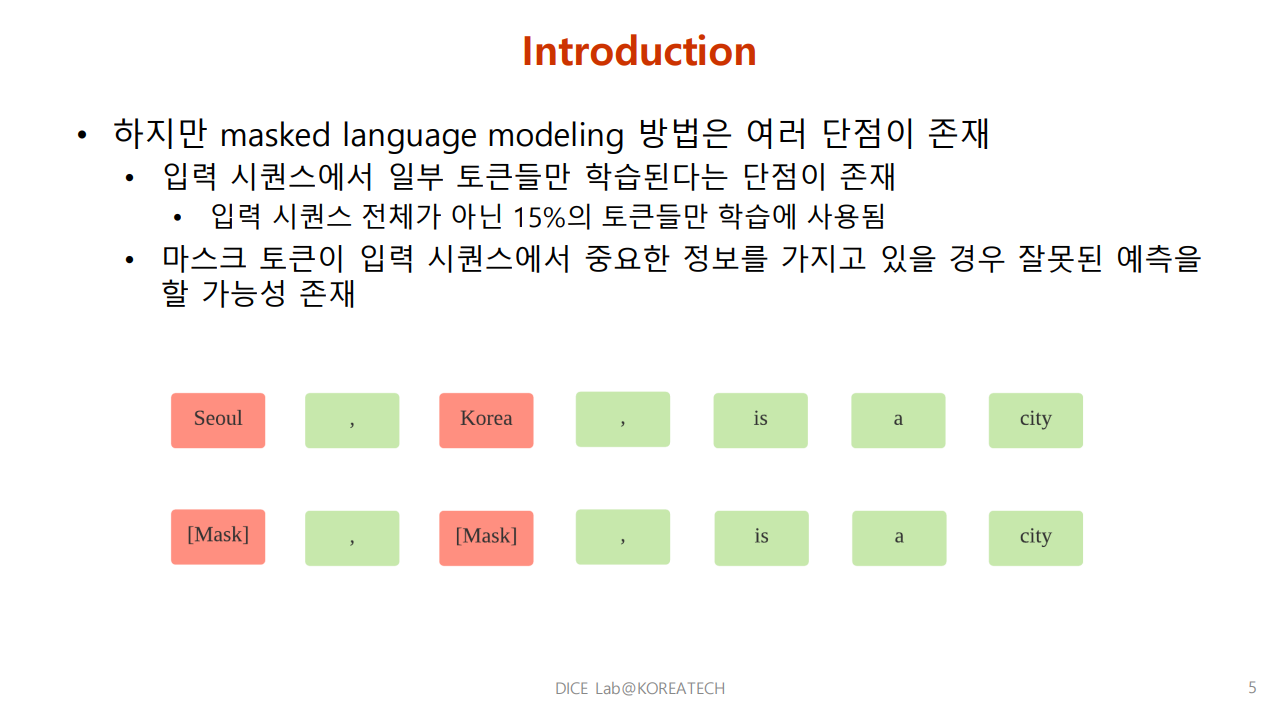 Introduction
• 하지만 masked language modeling 방법은 여러 단점이 존재
• 입력 시퀀스에서 일부 토큰들만 학습된다는 단점이 존재
• 입력 시퀀스 전체가 아닌 15%의 토큰들만 학습에 사용됨
• 마스크 토큰이 입력 시퀀스에서 중요한 정보를 가지고 있을 경우 잘못된 예측을
할 가능성 존재
Seoul , Korea , is a city
[Mask] , [Mask] , is a city
DICE Lab@KOREATECH 5